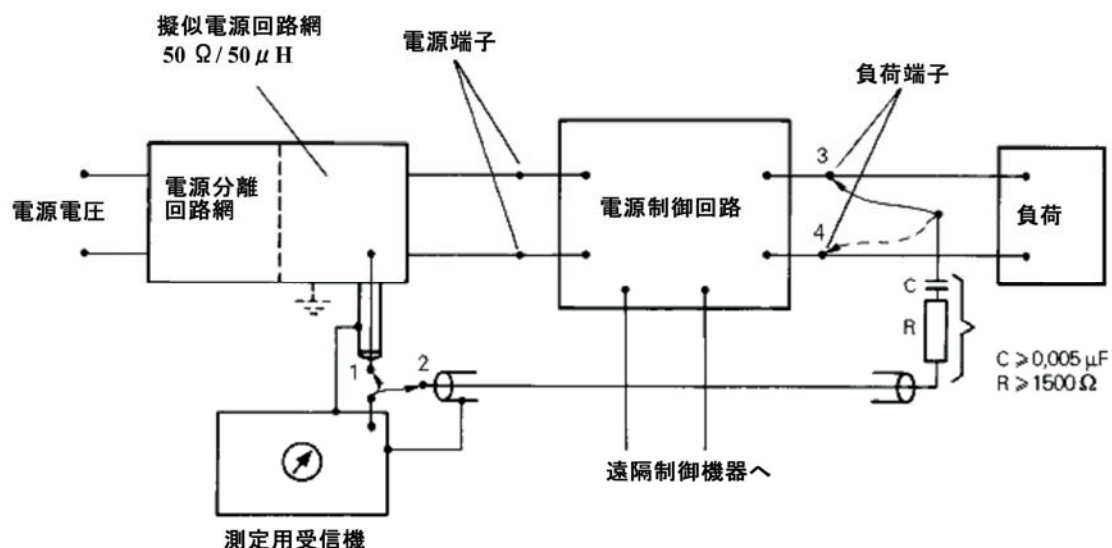 擬似電源回路網
50 Ω/50μH
電源端子
負荷端子
電源電圧
電源分離
回路網
電源制御回路
3
4
負荷
C
R
C⩾0,005 μF
R⩾1500 Ω
1
2
遠隔制御機器へ
測定用受信機